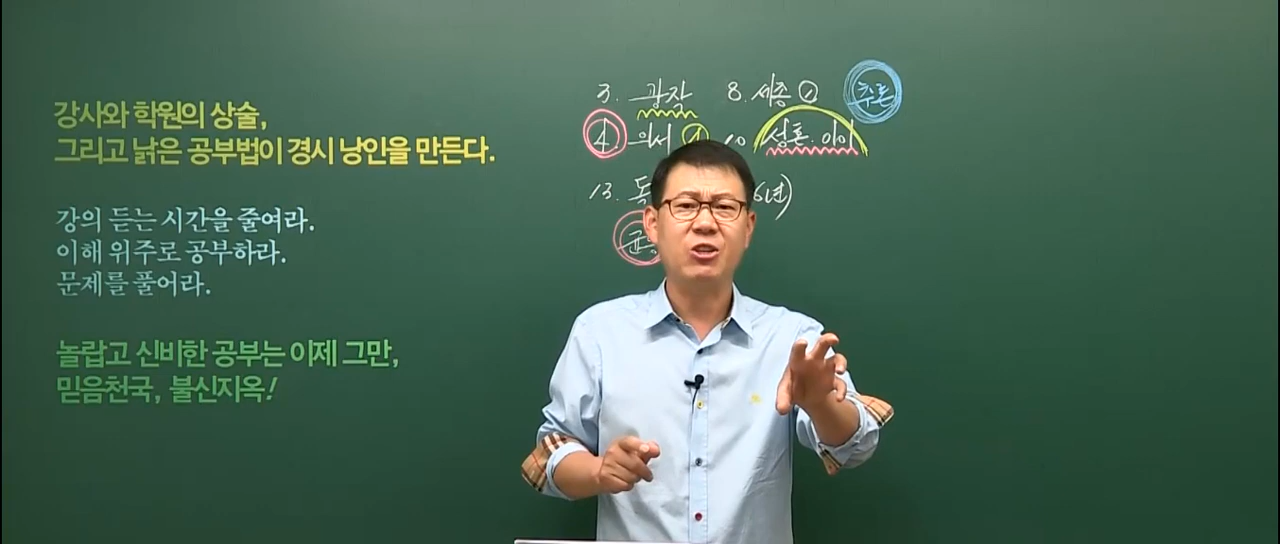 강사와 학원의 상술,
그리고 낡은 공부법이 경시 낭인을 만든다.
강의 듣는 시간을 줄여라.
이해 위주로 공부하라.
문제를 풀어라.
놀랍고 신비한 공부는 이제 그만,
믿음천국, 불신지옥!
3. 광작 8. 세종 추론
4. 의서 10 성혼·이이
13. 6년)